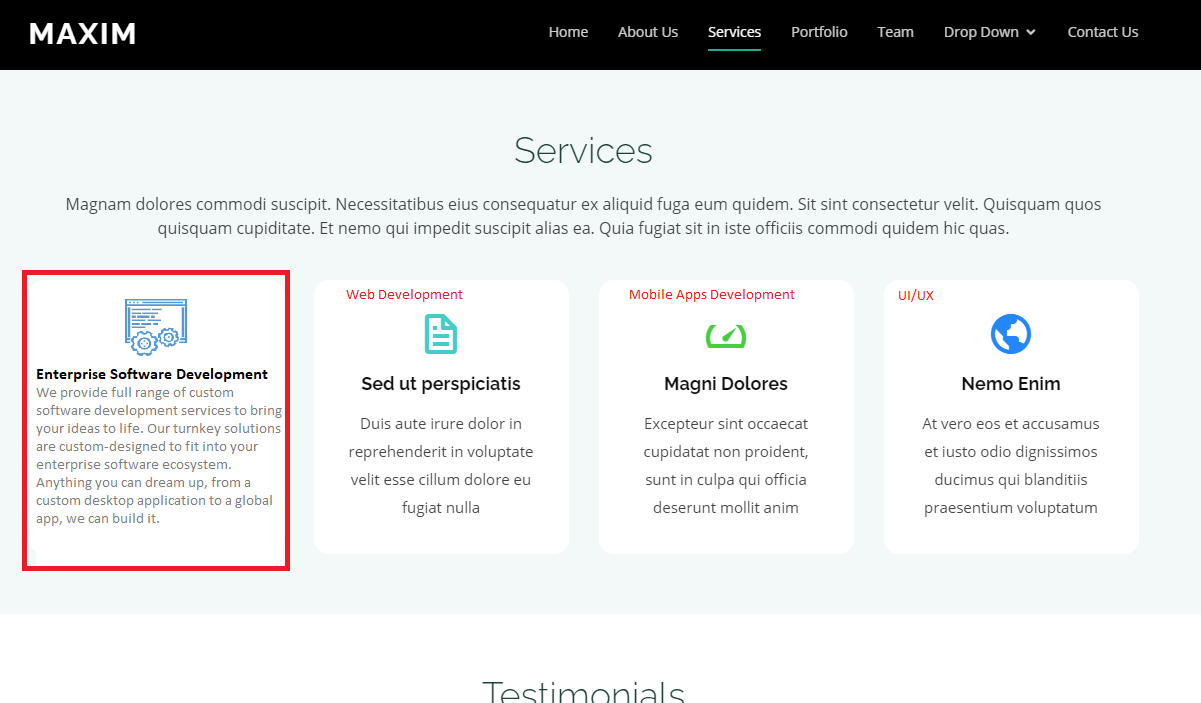 MAXIM
Home About Us Services Portfolio Team Drop Down Contact Us
Services
Magnam dolores commodi suscipit. Necessitatibus eius consequatur ex aliquid fuga eum quidem. Sit sint consectetur velit. Quisquam quos
quisquam cupiditate. Et nemo qui impedit suscipit alias ea. Quia fugiat sit in iste officiis commodi quidem hic quas.
Enterprise Software Development
We provide full range of custom
software development services to bring
your ideas to life. Our turnkey solutions
are custom-designed to fit into your
enterprise software ecosystem.
Anything you can dream up, from a
custom desktop application to a global
app, we can build it.
Web Development
Sed ut perspiciatis
Duis aute irure dolor in
reprehenderit in voluptate
velit esse cillum dolore eu
fugiat nulla
Mobile Apps Development
Magni Dolores
Excepteur sint occaecat
cupidatat non proident,
sunt in culpa qui officia
deserunt mollit anim
UI/UX
Nemo Enim
At vero eos et accusamus
et iusto odio dignissimos
ducimus qui blanditiis
praesentium voluptatum
Testimonials